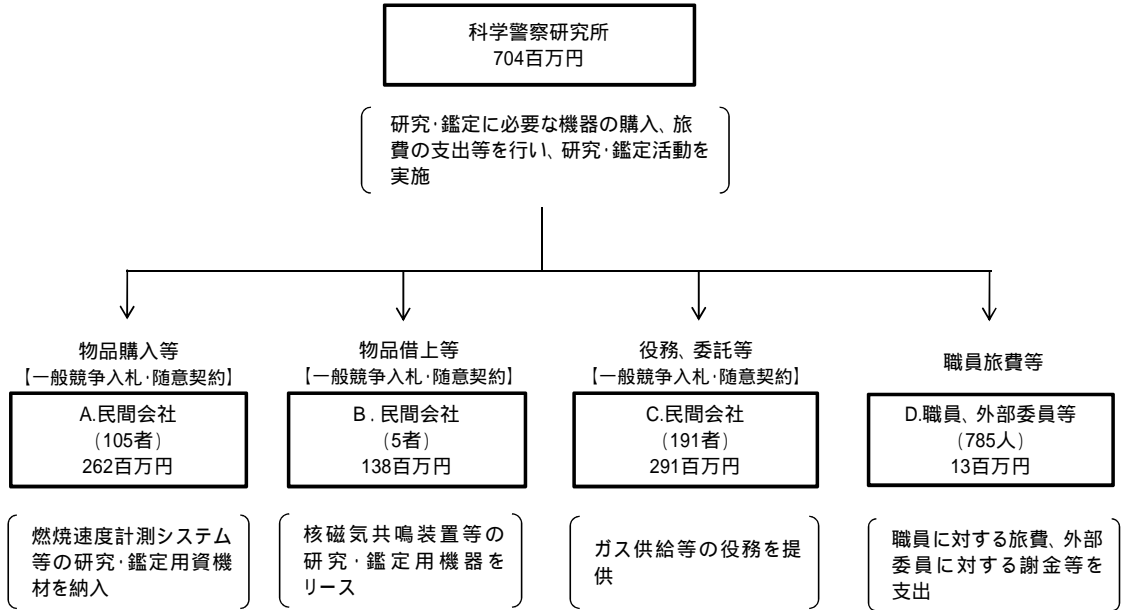 科学警察研究所
704百万円
研究・鑑定に必要な機器の購入、旅
費の支出等を行い、研究・鑑定活動を
実施
物品購入等
【一般競争入札・随意契約】
A.民間会社
(105者)
262百万円
燃焼速度計測システム
等の研究・鑑定用資機
材を納入
物品借上等
【一般競争入札・随意契約】
B．民間会社
(5者)
138百万円
核磁気共鳴装置等の
研究・鑑定用機器を
リース
役務、委託等
【一般競争入札・随意契約】
C.民間会社
(191者)
291百万円
ガス供給等の役務を提
供
職員旅費等
D.職員、外部委員等
(785人)
13百万円
職員に対する旅費、外部
委員に対する謝金等を
支出